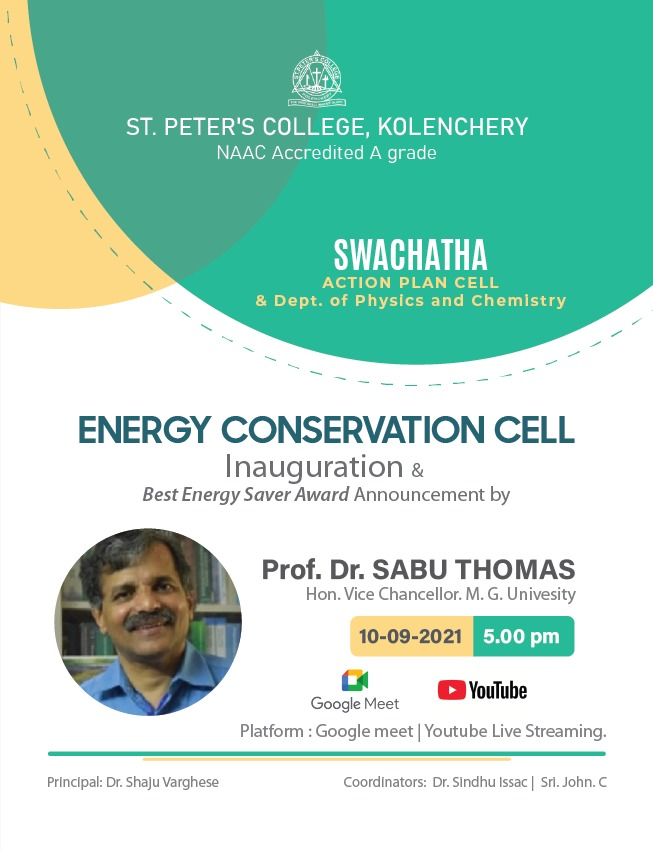 ST. PETER'S COLLEGE, KOLENCHERY
NAAC Accredited A grade
SWACHATHA
ACTION PLAN CELL
& Dept. of Physics and Chemistry
ENERGY CONSERVATION CELL
Inauguration &
Best Energy Saver Award Announcement by
Prof. Dr. SABU THOMAS
Hon. Vice Chancellor. M. G. Univesity
10-09-2021 5.00 pm
Google Meet YouTube
Platform : Google meet | Youtube Live Streaming.
Principal: Dr. Shaju Varghese Coordinators: Dr. Sindhu Issac | Sri. John. C